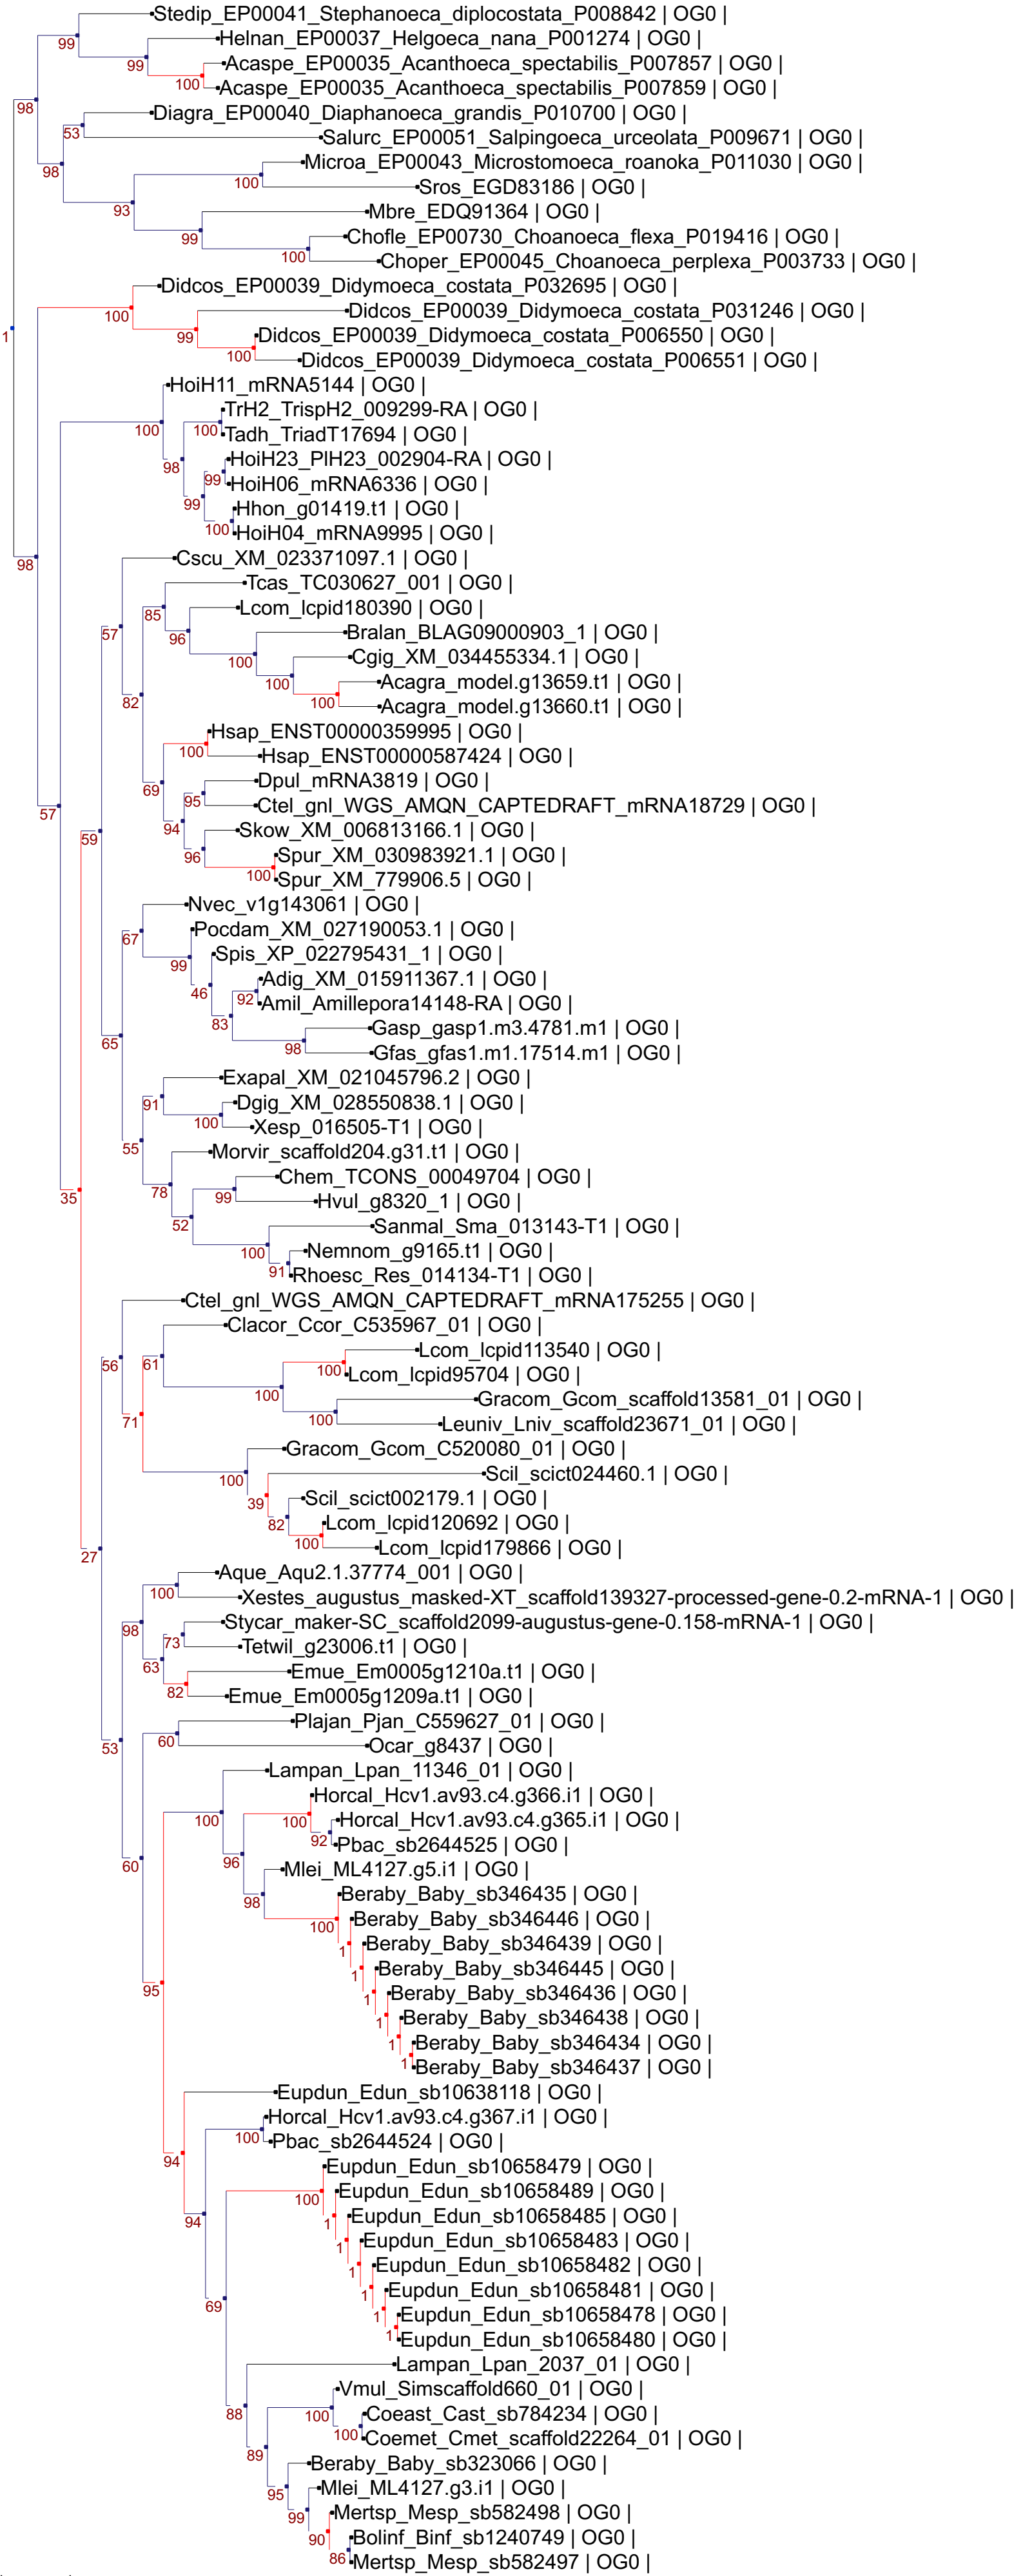 Stedip_EP00041_Stephanoeca_diplocostata_P008842 | OG0 |
Helnan_EP00037_Helgoeca_nana_P001274 | OG0 |
99
99
Acaspe_EP00035_Acanthoeca_spectabilis_P007857 | OG0 |
100
Acaspe_EP00035_Acanthoeca_spectabilis_P007859 | OG0 |
98
Diagra_EP00040_Diaphanoeca_grandis_P010700 | OG0 |
53
Salurc_EP00051_Salpingoeca_urceolata_P009671 | OG0 |
Microa_EP00043_Microstomoeca_roanoka_P011030 | OG0 |
98
100
Sros_EGD83186 | OG0 |
93
Mbre_EDQ91364 | OG0 |
99
Chofle_EP00730_Choanoeca_flexa_P019416 | OG0 |
100
Choper_EP00045_Choanoeca_perplexa_P003733 | OG0 |
Didcos_EP00039_Didymoeca_costata_P032695 | OG0 |
100
Didcos_EP00039_Didymoeca_costata_P031246 | OG0 |
1
99
Didcos_EP00039_Didymoeca_costata_P006550 | OG0 |
100
Didcos_EP00039_Didymoeca_costata_P006551 | OG0 |
HoiH11_mRNA5144 | OG0 |
TrH2_TrispH2_009299-RA | OG0 |
100
100
Tadh_TriadT17694 | OG0 |
98
HoiH23_PlH23_002904-RA | OG0 |
99
HoiH06_mRNA6336 | OG0 |
99
Hhon_g01419.t1 | OG0 |
100
HoiH04_mRNA9995 | OG0 |
98
Cscu_XM_023371097.1 | OG0 |
Tcas_TC030627_001 | OG0 |
85
Lcom_lcpid180390 | OG0 |
57
96
Bralan_BLAG09000903_1 | OG0 |
100
Cgig_XM_034455334.1 | OG0 |
100
Acagra_model.g13659.t1 | OG0 |
82
100
Acagra_model.g13660.t1 | OG0 |
Hsap_ENST00000359995 | OG0 |
100
Hsap_ENST00000587424 | OG0 |
69
Dpul_mRNA3819 | OG0 |
95
Ctel_gnl_WGS_AMQN_CAPTEDRAFT_mRNA18729 | OG0 |
57
94
59
Skow_XM_006813166.1 | OG0 |
96
Spur_XM_030983921.1 | OG0 |
100
Spur_XM_779906.5 | OG0 |
Nvec_v1g143061 | OG0 |
67
Pocdam_XM_027190053.1 | OG0 |
99
Spis_XP_022795431_1 | OG0 |
46
Adig_XM_015911367.1 | OG0 |
92
Amil_Amillepora14148-RA | OG0 |
83
Gasp_gasp1.m3.4781.m1 | OG0 |
65
98
Gfas_gfas1.m1.17514.m1 | OG0 |
Exapal_XM_021045796.2 | OG0 |
91
Dgig_XM_028550838.1 | OG0 |
100
Xesp_016505-T1 | OG0 |
55
Morvir_scaffold204.g31.t1 | OG0 |
Chem_TCONS_00049704 | OG0 |
35
78
99
Hvul_g8320_1 | OG0 |
52
Sanmal_Sma_013143-T1 | OG0 |
100
Nemnom_g9165.t1 | OG0 |
91
Rhoesc_Res_014134-T1 | OG0 |
Ctel_gnl_WGS_AMQN_CAPTEDRAFT_mRNA175255 | OG0 |
Clacor_Ccor_C535967_01 | OG0 |
56
61
Lcom_lcpid113540 | OG0 |
100
Lcom_lcpid95704 | OG0 |
100
Gracom_Gcom_scaffold13581_01 | OG0 |
71
100
Leuniv_Lniv_scaffold23671_01 | OG0 |
Gracom_Gcom_C520080_01 | OG0 |
100
Scil_scict024460.1 | OG0 |
39
Scil_scict002179.1 | OG0 |
82
Lcom_lcpid120692 | OG0 |
100
Lcom_lcpid179866 | OG0 |
27
Aque_Aqu2.1.37774_001 | OG0 |
100
Xestes_augustus_masked-XT_scaffold139327-processed-gene-0.2-mRNA-1 | OG0 |
98
Stycar_maker-SC_scaffold2099-augustus-gene-0.158-mRNA-1 | OG0 |
73
Tetwil_g23006.t1 | OG0 |
63
Emue_Em0005g1210a.t1 | OG0 |
82
Emue_Em0005g1209a.t1 | OG0 |
Plajan_Pjan_C559627_01 | OG0 |
53
60
Ocar_g8437 | OG0 |
Lampan_Lpan_11346_01 | OG0 |
Horcal_Hcv1.av93.c4.g366.i1 | OG0 |
100
100
Horcal_Hcv1.av93.c4.g365.i1 | OG0 |
92
Pbac_sb2644525 | OG0 |
60
96
Mlei_ML4127.g5.i1 | OG0 |
98
Beraby_Baby_sb346435 | OG0 |
100
Beraby_Baby_sb346446 | OG0 |
1
Beraby_Baby_sb346439 | OG0 |
1
Beraby_Baby_sb346445 | OG0 |
95
1
Beraby_Baby_sb346436 | OG0 |
1
Beraby_Baby_sb346438 | OG0 |
1
Beraby_Baby_sb346434 | OG0 |
1
Beraby_Baby_sb346437 | OG0 |
Eupdun_Edun_sb10638118 | OG0 |
Horcal_Hcv1.av93.c4.g367.i1 | OG0 |
100
Pbac_sb2644524 | OG0 |
94
Eupdun_Edun_sb10658479 | OG0 |
100
Eupdun_Edun_sb10658489 | OG0 |
1
Eupdun_Edun_sb10658485 | OG0 |
94
1
Eupdun_Edun_sb10658483 | OG0 |
1
Eupdun_Edun_sb10658482 | OG0 |
1
Eupdun_Edun_sb10658481 | OG0 |
69
1
Eupdun_Edun_sb10658478 | OG0 |
1
Eupdun_Edun_sb10658480 | OG0 |
Lampan_Lpan_2037_01 | OG0 |
Vmul_Simscaffold660_01 | OG0 |
88
100
Coeast_Cast_sb784234 | OG0 |
100
Coemet_Cmet_scaffold22264_01 | OG0 |
89
Beraby_Baby_sb323066 | OG0 |
95
Mlei_ML4127.g3.i1 | OG0 |
99
Mertsp_Mesp_sb582498 | OG0 |
90
Bolinf_Binf_sb1240749 | OG0 |
86
Mertsp_Mesp_sb582497 | OG0 |